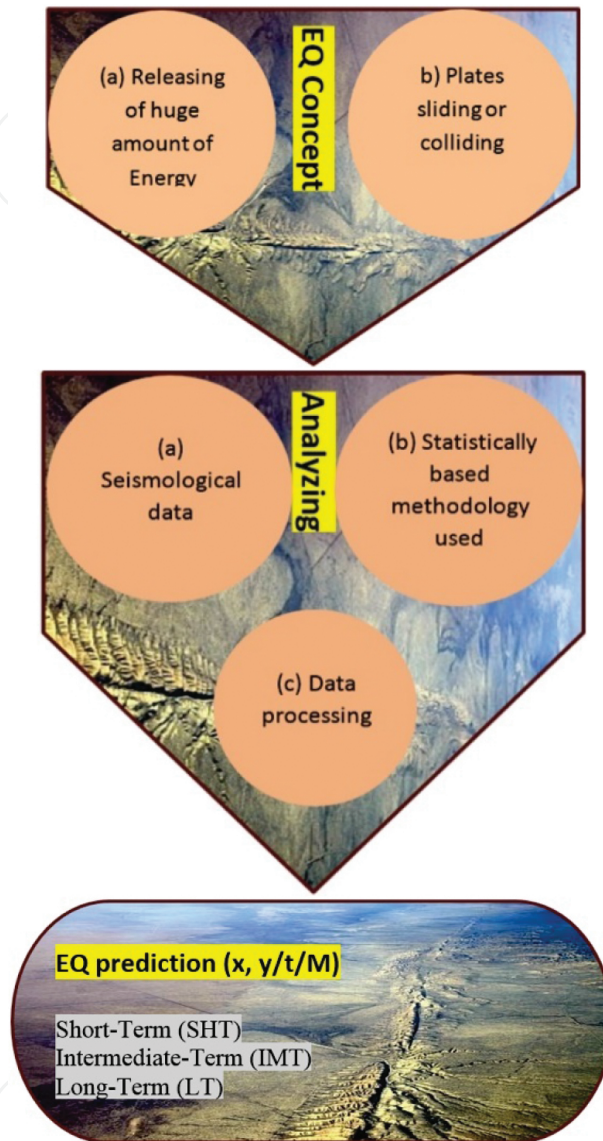 EQ Concept
(a) Releasing
of huge
amount of
Energy
b) Plates
sliding or
colliding
Analyzing
(a)
Seismological
data
(b) Statistically
based
methodology
used
(c) Data
processing
EQ prediction (x, y/t/M)
Short-Term (SHT)
Intermediate-Term (IMT)
Long-Term (LT)